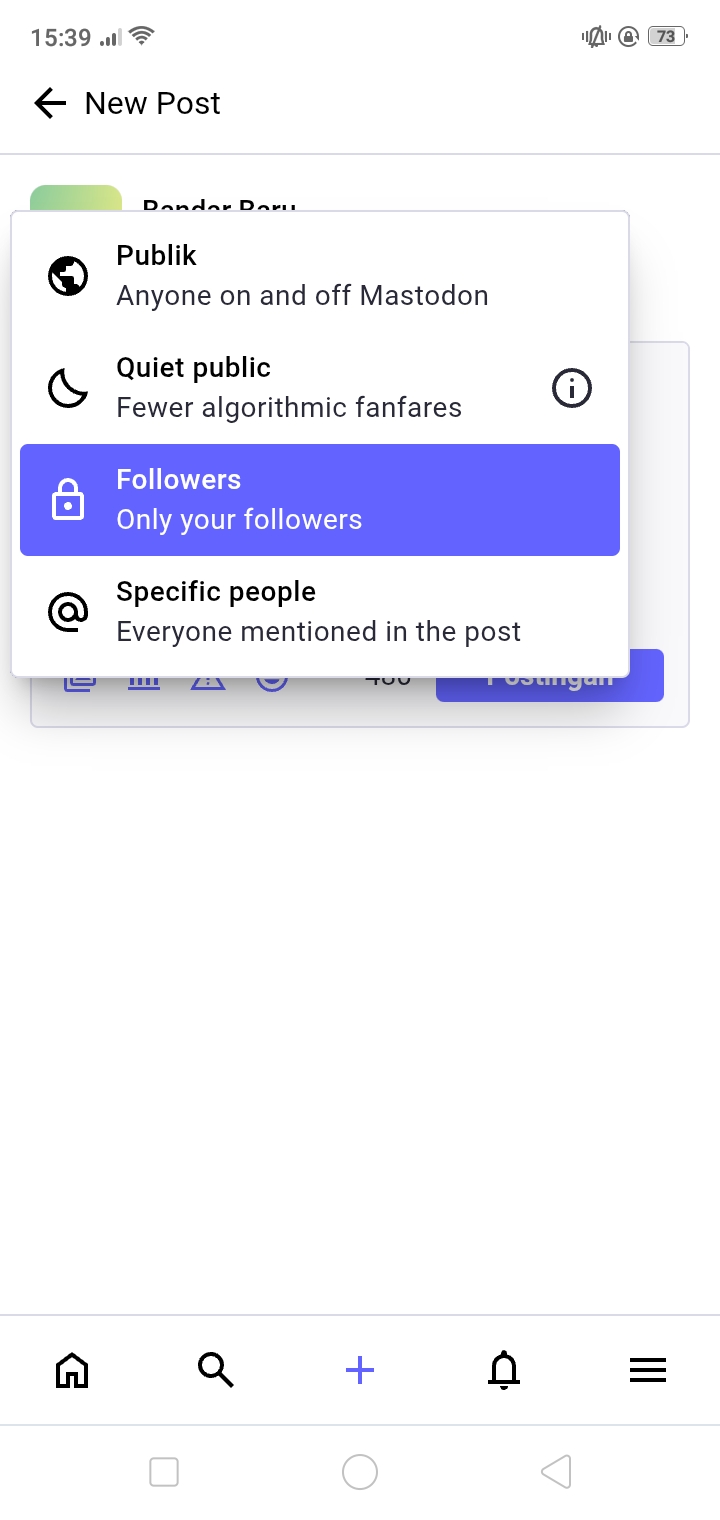 15:39
73
New Post
Bandar Baru
Publik
Anyone on and off Mastodon
Quiet public
Fewer algorithmic fanfares
Followers
Only your followers
Specific people
Everyone mentioned in the post
Postingan